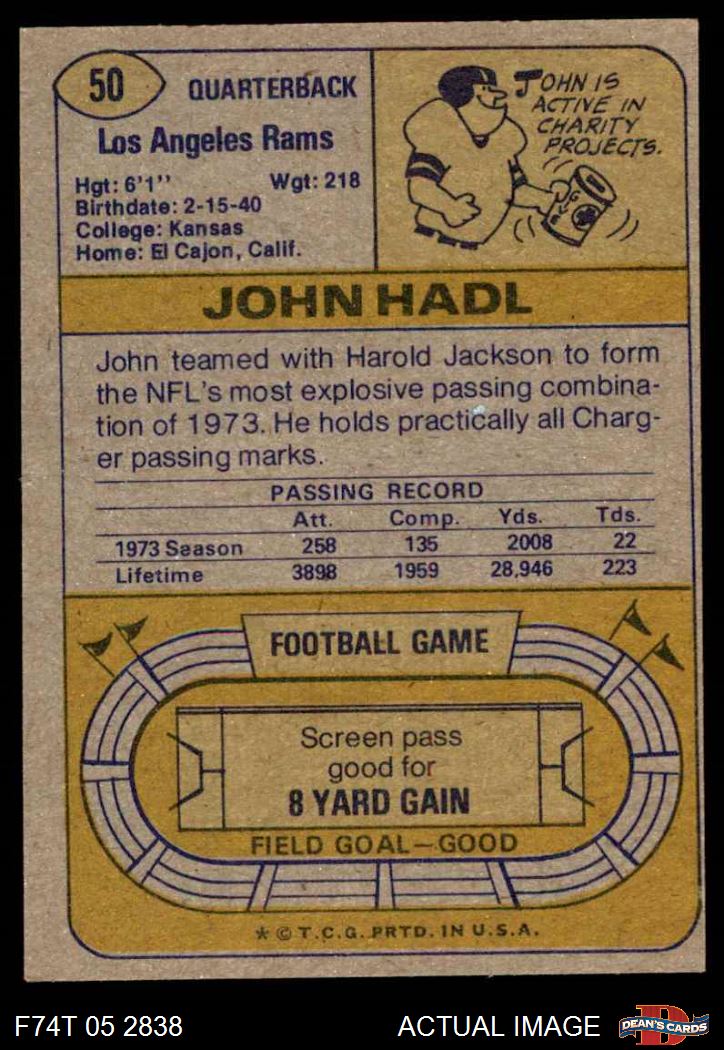 50
QUARTERBACK
Los Angeles Rams
Hgt: 6'1" Wgt: 218
Birthdate: 2-15-40
College: Kansas
Home: El Cajon, Calif.
JOHN IS
ACTIVE IN
CHARITY
PROJECTS.
JOHN HADL
John teamed with Harold Jackson to form
the NFL's most explosive passing combina-
tion of 1973. He holds practically all Charg-
er passing marks.
PASSING RECORD
Att. Comp. Yds. Tds.
1973 Season 258 135 2008 22
Lifetime 3898 1959 28,946 223
FOOTBALL GAME
Screen pass
good for
8 YARD GAIN
FIELD GOAL—GOOD
* © T.C.G. PRTD. IN U.S.A.
F74T 05 2838 ACTUAL IMAGE
D
DEAN'S CARDS